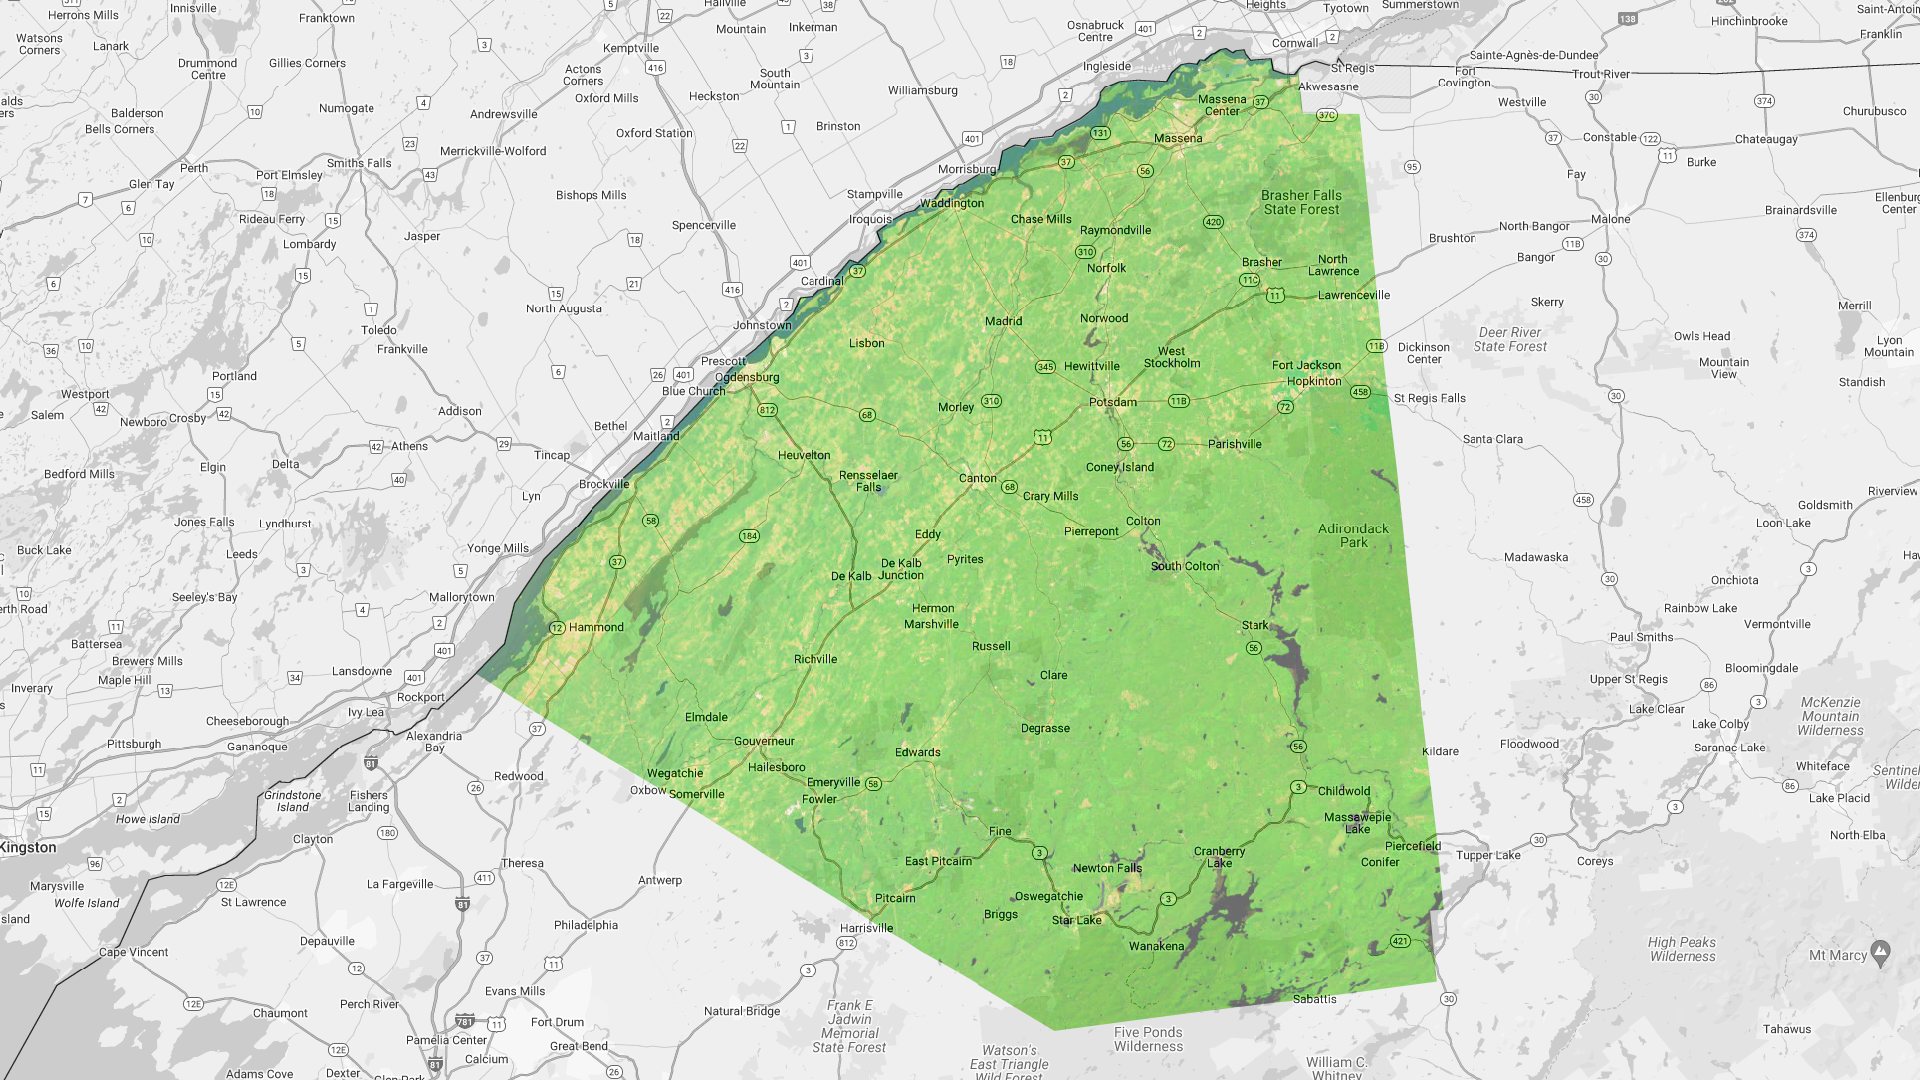 Herrons Mills
Innisville
Franktown
Hallville
Mountain
Inkerman
Osnabruck
Centre
Heights
Tyotown
Summerstown
Hinchinbrooke
Saint-Antoin
Franklin
Watsons
Corners
Lanark
Drummond
Centre
Gillies Corners
Kemptville
Actons
Corners
Oxford Mills
South
Mountain
Heckston
Williamsburg
Ingleside
Cornwall
St Regis
Akwesasne
Sainte-Agnès-de-Dundee
Fort
Covington
Trout River
Westville
Churubusco
alds
ers
Balderson
Bells Corners
Numogate
Andrewsville
Oxford Station
Brinston
Massena
Center
Massena
Constable
Chateaugay
Burke
Perth
Glen Tay
Smiths Falls
Port Elmsley
Merrickville-Wolford
Bishops Mills
Stampville
Morrisburg
Waddington
Iroquois
Chase Mills
Raymondville
Brasher Falls
State Forest
Fay
Malone
Brainardsville
Ellenburg
Center
Rideau Ferry
Lombardy
Jasper
Spencerville
Cardinal
Norfolk
Brasher
North
Lawrence
Lawrenceville
Brushton
North Bangor
Bangor
Skerry
Merrill
North Augusta
Toledo
Frankville
Johnstown
Prescott
Ogdensburg
Blue Church
Lisbon
Madrid
Norwood
West
Stockholm
Hewittville
Fort Jackson
Hopkinton
Dickinson
Center
Deer River
State Forest
Owls Head
Mountain
View
Lyon
Mountain
Standish
Portland
Westport
Salem
Newboro
Crosby
Addison
Athens
Bethel
Maitland
Morley
Potsdam
Parishville
St Regis Falls
Santa Clara
Bedford Mills
Elgin
Delta
Tincap
Lyn
Brockville
Heuvelton
Rensselaer
Falls
Canton
Crary Mills
Coney Island
Pierrepont
Colton
Adirondack
Park
Riverview
Goldsmith
Loon Lake
Jones Falls
Lyndhurst
Buck Lake
Leeds
Yonge Mills
Mallorytown
Seeley's Bay
Eddy
De Kalb
De Kalb
Junction
Pyrites
South Colton
Madawaska
Onchiota
Rainbow Lake
Vermontville
Paul Smiths
Battersea
Brewers Mills
Maple Hill
Inverary
Lansdowne
Rockport
Ivy Lea
Hammond
Hermon
Marshville
Russell
Richville
Clare
Stark
Upper St Regis
Bloomingdale
Lake Clear
Lake Colby
Saranac Lake
McKenzie
Mountain
Wilderness
Cheeseborough
Gananoque
Pittsburgh
Alexandria
Bay
Redwood
Elmdale
Gouverneur
Hailesboro
Wegatchie
Oxbow
Somerville
Emeryville
Fowler
Edwards
Degrasse
Kildare
Floodwood
Whiteface
Lake Placid
North Elba
Grindstone
Island
Fishers
Landing
Howe Island
Kingston
Clayton
Theresa
La Fargeville
Antwerp
Marysville
Wolfe Island
Fine
East Pitcairn
Pitcairn
Harrisville
Newton Falls
Oswegatchie
Briggs
Star Lake
Wanakena
Cranberry
Lake
Childwold
Massawepie
Lake
Piercefield
Conifer
Tupper Lake
Coreys
High Peaks
Wilderness
Mt Marcy
St Lawrence
Depauville
Cape Vincent
Philadelphia
Perch River
Evans Mills
Fort Drum
Great Bend
Natural Bridge
Chaumont
Pamelia Center
Calcium
Adams Cove
Dexter
Glen Park
Frank E
Jadwin
Memorial
State Forest
Watson's
East Triangle
Wild Forest
Five Ponds
Wilderness
Sabattis
William C.
Whitney
Tahawus